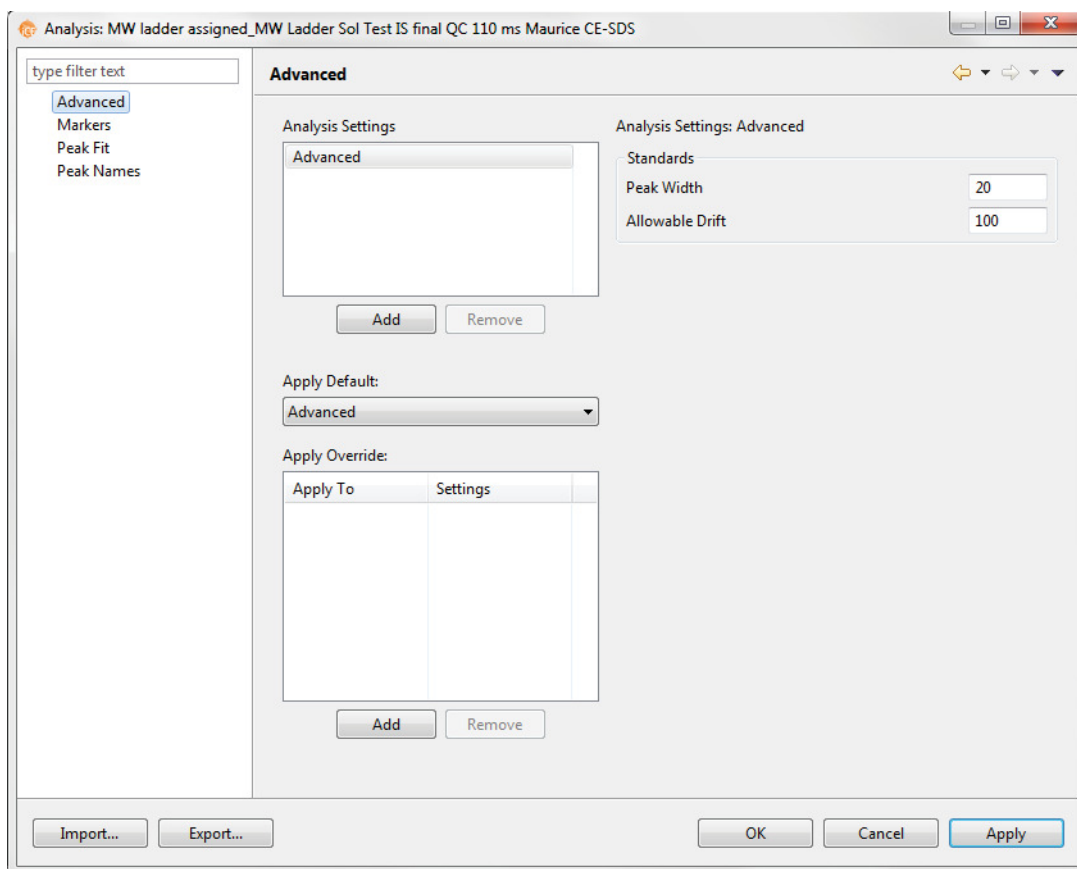 Analysis: MW ladder assigned_MW Ladder Sol Test IS final QC 110 ms Maurice CE-SDS
type filter text
Advanced
Markers
Peak Fit
Peak Names
Advanced
Analysis Settings
Advanced
Add
Remove
Apply Default:
Advanced
Apply Override:
Apply To
Settings
Add
Remove
Analysis Settings: Advanced
Standards
Peak Width
20
Allowable Drift
100
Import...
Export...
OK
Cancel
Apply